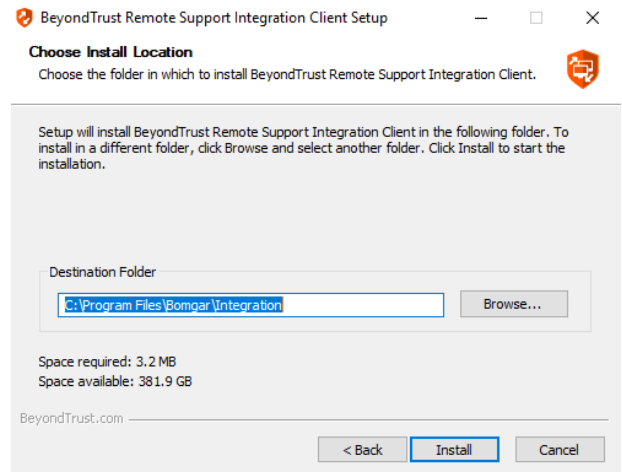 BeyondTrust Remote Support Integration Client Setup
Choose Install Location
Choose the folder in which to install BeyondTrust Remote Support Integration Client.
Setup will install BeyondTrust Remote Support Integration Client in the following folder. To
install in a different folder, click Browse and select another folder. Click Install to start the
installation.
Destination Folder
C:\Program Files\Bomgar\Integration
Browse...
Space required: 3.2 MB
Space available: 381.9 GB
BeyondTrust.com
< Back
Install
Cancel